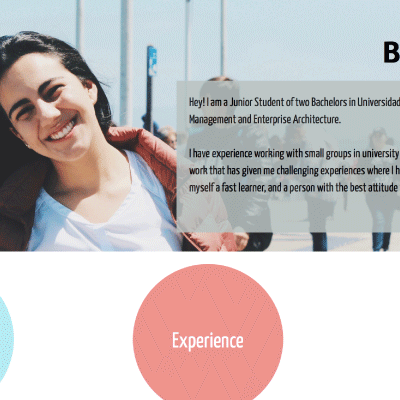 B
Hey! I am a Junior Student of two Bachelors in Universidad
Management and Enterprise Architecture.
I have experience working with small groups in university
work that has given me challenging experiences where I h
myself a fast learner, and a person with the best attitude
Experience